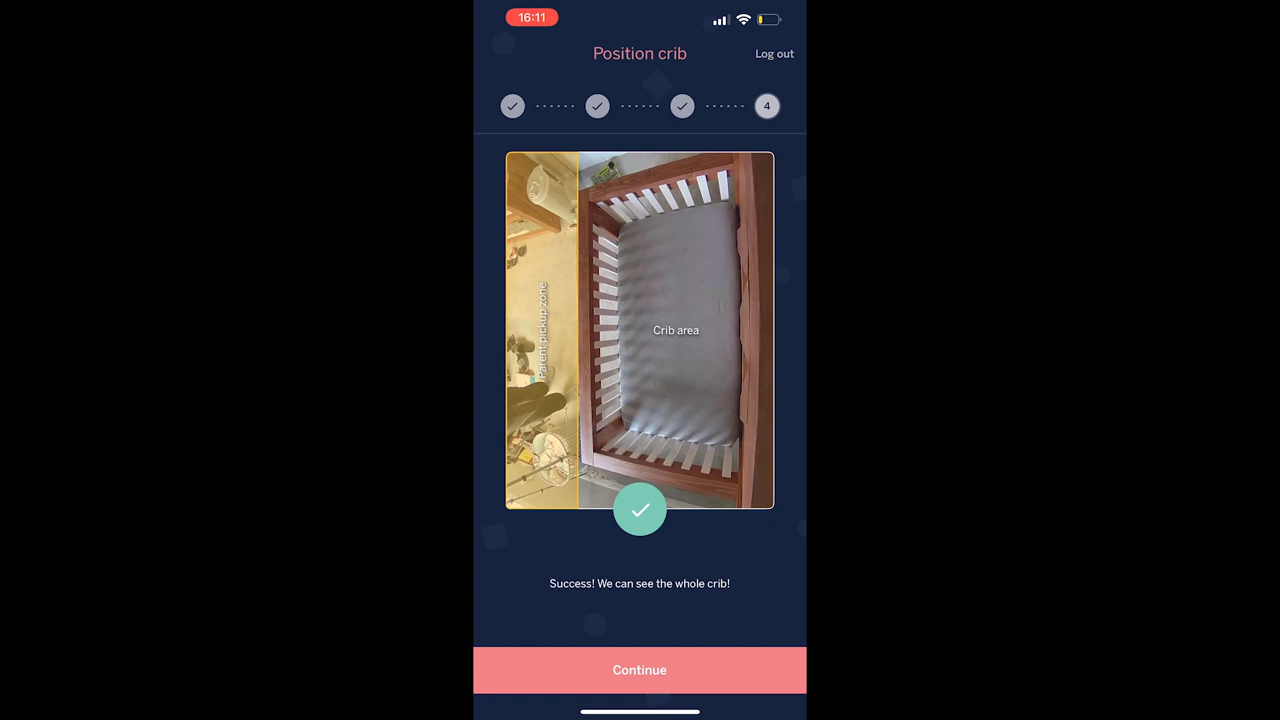 16:11
Position crib
Log out
4
Parent pickup zone
Crib area
Success! We can see the whole crib!
Continue